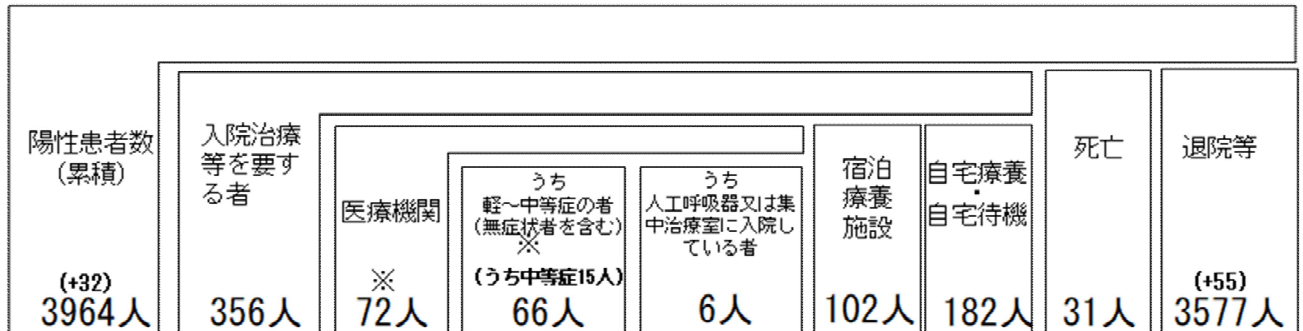 陽性患者数
(累積)
(+32)
3964人
入院治療
等を要す
る者
356人
医療機関
※
72人
うち
軽～中等症の者
(無症状者を含む)
※
(うち中等症15人)
66人
うち
人工呼吸器又は集
中治療室に入院し
ている者
6人
宿泊
療養
施設
102人
自宅療養
・
自宅待機
182人
死亡
31人
退院等
(+55)
3577人